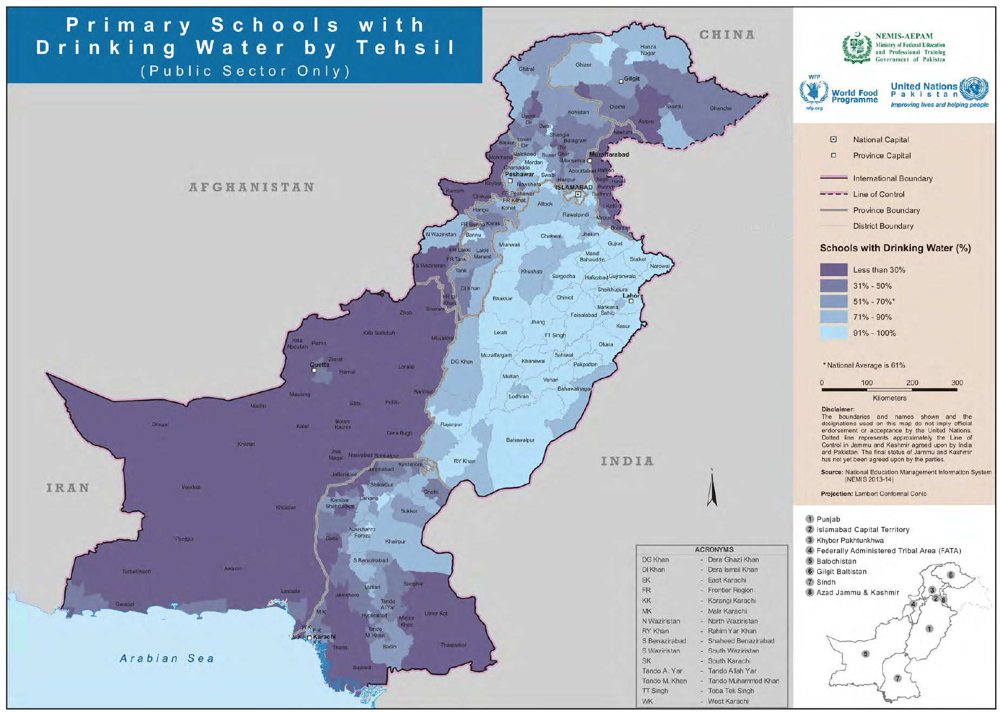 Primary Schools with
Drinking Water by Tehsil
(Public Sector Only)
CHINA
AFGHANISTAN
IRAN
INDIA
Arabian Sea
Hunza
Nagar
Ghizer
Chitral
Gilgit
Diamir
Skardu
Ghanche
Astore
Kohistan
Upper
Dir
Swat
Shangla
Neelum
Batagram
Lower
Dir
Bajaur
Tor
Ghar
Buner
Malakand
Mohmand
Mardan
Mansehra
Muzaffarabad
Charsadda
Peshawar
Swabi
Abbottabad
Hattian
Haripur
Bagh
Haveli
Khyber
Nowshera
ISLAMABAD
Poonch
Sudhnoti
Kurram
Orakzai
FR Peshawar
FR Kohat
Kohat
Hangu
Attock
Kotli
Rawalpindi
Mirpur
FR Bannu
Karak
Bhimber
N Waziristan
Bannu
Chakwal
Jhelum
Mianwali
Gujrat
FR Lakki
Lakki
Marwat
FR Tank
Mandi
Bahauddin
Sialkot
Narowal
S Waziristan
Tank
Khushab
Sargodha
Hafizabad
Gujranwala
DI Khan
Sheikhupura
Lahore
FR DI
Khan
Bhakkar
Chiniot
Nankana
Sahib
Sherani
Zhob
Faisalabad
Jhang
Kasur
Killa Saifullah
Musakhel
Leiah
TT Singh
Killa
Abdullah
Pishin
Okara
Ziarat
Quetta
Harnai
Loralai
DG Khan
Muzaffargarh
Khanewal
Sahiwal
Pakpattan
Multan
Vehari
Bahawalnagar
Barkhan
Mastung
Lodhran
Nushki
Sibbi
Kohlu
Chagai
Kalat
Bolan/
Kachhi
Dera Bugti
Rajanpur
Bahawalpur
Kharan
Jhal
Magsi
Nasirabad
Sohbatpur
RY Khan
Kashmore
Jaffarabad
Jacobabad
Washuk
Shikarpur
Ghotki
Khuzdar
Kambar
Shahdadkot
Larkana
Sukkur
Panjgur
Dadu
Naushahro
Feroze
Khairpur
Turbet/Kech
Awaran
S Benazirabad
Lasbela
Gwadar
Matiari
Sanghar
Jamshoro
Tando
A. Yar
M K
Hyderabad
Mirpur
Khas
Umer Kot
W K
E K
S K
Karachi
K K
Tando
M. Khan
Thatta
Badin
Tharparkar
Sujawal
N
ACRONYMS
DG Khan - Dera Ghazi Khan
DI Khan - Dera Ismail Khan
EK - East Karachi
FR - Frontier Region
KK - Korangi Karachi
MK - Malir Karachi
N Waziristan - North Waziristan
RY Khan - Rahim Yar Khan
S Benazirabad - Shaheed Benazirabad
S Waziristan - South Waziristan
SK - South Karachi
Tando A. Yar - Tando Allah Yar
Tando M. Khan - Tando Muhammad Khan
TT Singh - Toba Tek Singh
WK - West Karachi
NEMIS-AEPAM
Ministry of Federal Education
and Professional Training
Government of Pakistan
WFP
World Food
Programme
wfp.org
United Nations
Pakistan
Improving lives and helping people
National Capital
Province Capital
International Boundary
Line of Control
Province Boundary
District Boundary
Schools with Drinking Water (%)
Less than 30%
31% - 50%
51% - 70%*
71% - 90%
91% - 100%
* National Average is 61%
0 100 200 300
Kilometers
Disclaimer:
The boundaries and names shown and the
designations used on this map do not imply official
endorsement or acceptance by the United Nations.
Dotted line represents approximately the Line of
Control in Jammu and Kashmir agreed upon by India
and Pakistan. The final status of Jammu and Kashmir
has not yet been agreed upon by the parties.
Source: National Education Management Information System
(NEMIS 2013-14)
Projection: Lambert Conformal Conic
1 Punjab
2 Islamabad Capital Territory
3 Khyber Pakhtunkhwa
4 Federally Administered Tribal Area (FATA)
5 Balochistan
6 Gilgit Baltistan
7 Sindh
8 Azad Jammu & Kashmir
6
3
2
8
4
1
5
7